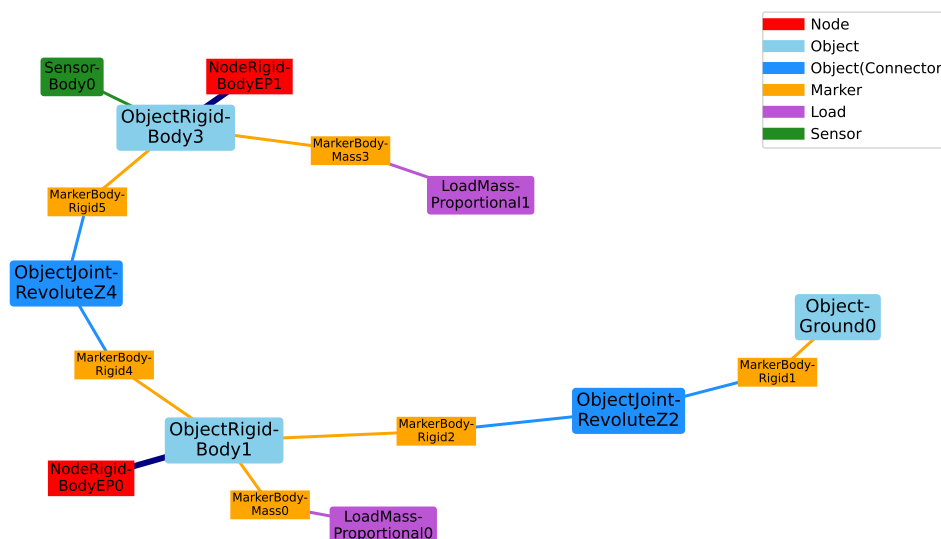 Node
Object
Object(Connector
Marker
Load
Sensor
Sensor-
Body0
NodeRigid-
BodyEP1
ObjectRigid-
Body3
MarkerBody-
Mass3
LoadMass-
Proportional1
MarkerBody-
Rigid5
ObjectJoint-
RevoluteZ4
Object-
Ground0
MarkerBody-
Rigid4
MarkerBody-
Rigid1
ObjectJoint-
RevoluteZ2
MarkerBody-
Rigid2
ObjectRigid-
Body1
NodeRigid-
BodyEP0
MarkerBody-
Mass0
LoadMass-
Proportional0